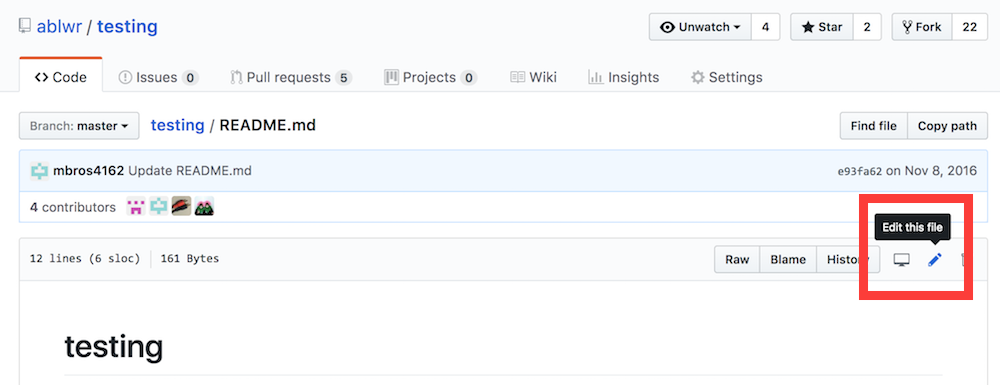 ablwr / testing Unwatch 4 Star 2 Fork 22
Code Issues 0 Pull requests 5 Projects 0 Wiki Insights Settings
Branch: master testing / README.md Find file Copy path
mbros4162 Update README.md e93fa62 on Nov 8, 2016
4 contributors
Edit this file
12 lines (6 sloc) 161 Bytes Raw Blame History
testing